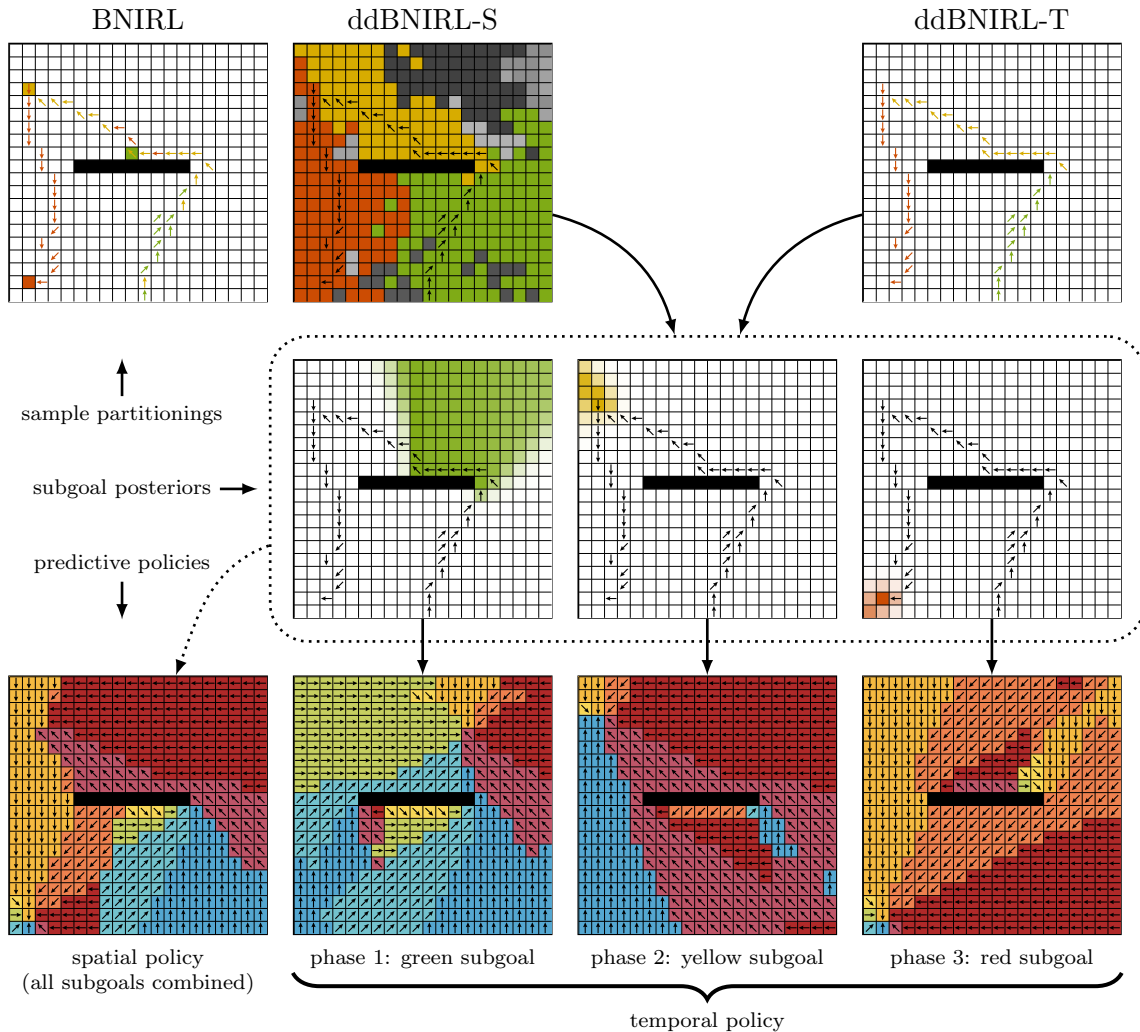 BNIRL
ddBNIRL-S
ddBNIRL-T
sample partitionings
subgoal posteriors
predictive policies
spatial policy
(all subgoals combined)
phase 1: green subgoal
phase 2: yellow subgoal
phase 3: red subgoal
temporal policy